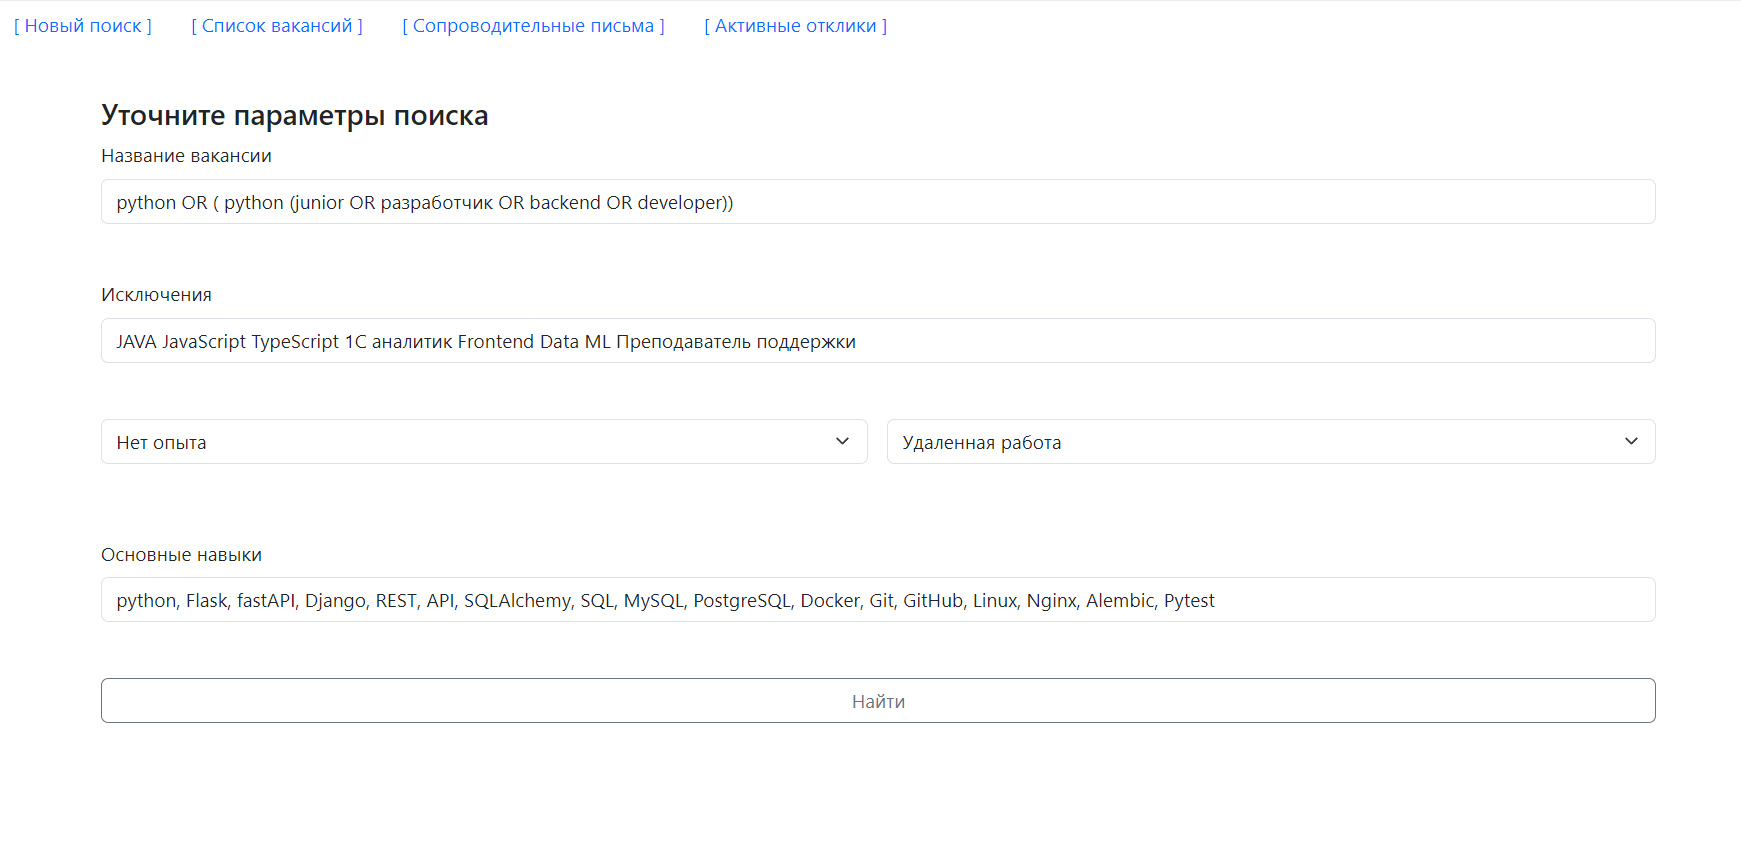 [ Новый поиск ] [ Список вакансий ] [ Сопроводительные письма ] [ Активные отклики ]
Уточните параметры поиска
Название вакансии
python OR ( python (junior OR разработчик OR backend OR developer))
Исключения
JAVA JavaScript TypeScript 1C аналитик Frontend Data ML Преподаватель поддержки
Нет опыта Удаленная работа
Основные навыки
python, Flask, fastAPI, Django, REST, API, SQLAlchemy, SQL, MySQL, PostgreSQL, Docker, Git, GitHub, Linux, Nginx, Alembic, Pytest
Найти